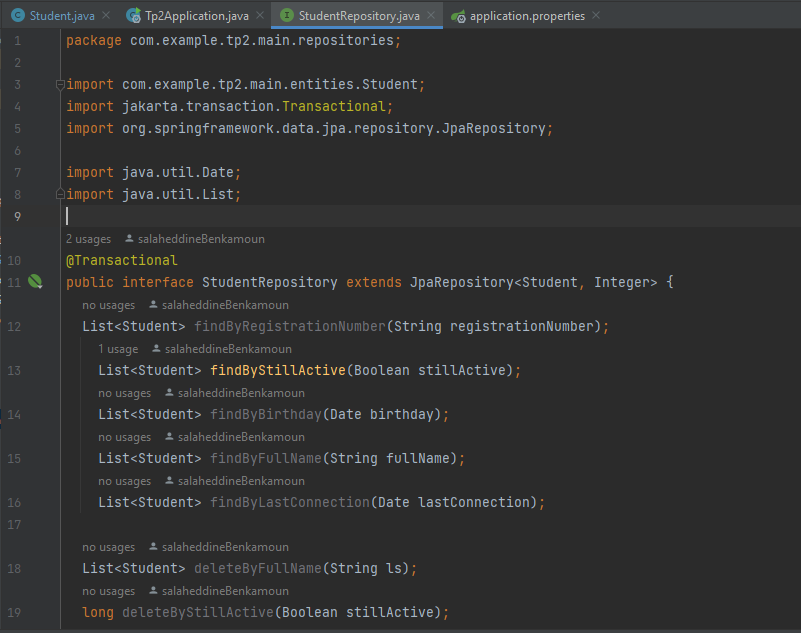 Student.java Tp2Application.java StudentRepository.java application.properties
1 package com.example.tp2.main.repositories;
2
3 import com.example.tp2.main.entities.Student;
4 import jakarta.transaction.Transactional;
5 import org.springframework.data.jpa.repository.JpaRepository;
6
7 import java.util.Date;
8 import java.util.List;
9
2 usages salaheddineBenkamoun
10 @Transactional
11 public interface StudentRepository extends JpaRepository<Student, Integer> {
no usages salaheddineBenkamoun
12 List<Student> findByRegistrationNumber(String registrationNumber);
1 usage salaheddineBenkamoun
13 List<Student> findByStillActive(Boolean stillActive);
no usages salaheddineBenkamoun
14 List<Student> findByBirthday(Date birthday);
no usages salaheddineBenkamoun
15 List<Student> findByFullName(String fullName);
no usages salaheddineBenkamoun
16 List<Student> findByLastConnection(Date lastConnection);
17
no usages salaheddineBenkamoun
18 List<Student> deleteByFullName(String ls);
no usages salaheddineBenkamoun
19 long deleteByStillActive(Boolean stillActive);